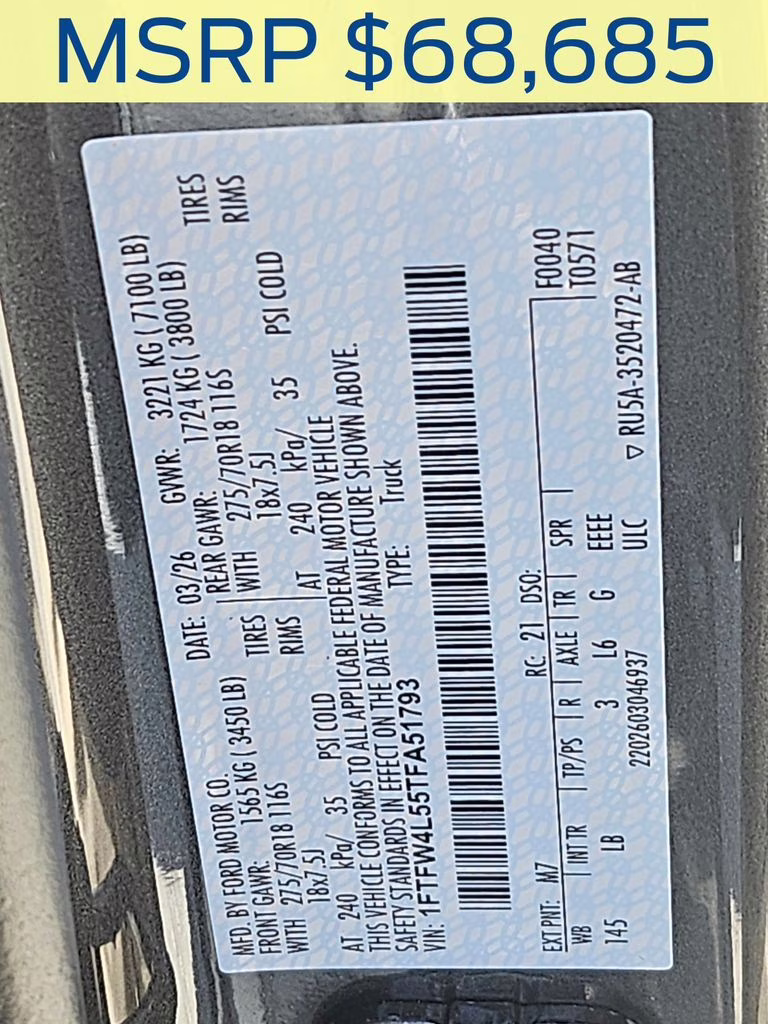 MSRP $68,685
MFD. BY FORD MOTOR CO.
DATE: 03/26 GVWR: 3221 KG ( 7100 LB)
FRONT GAWR: 1565 KG ( 3450 LB) REAR GAWR: 1724 KG ( 3800 LB)
WITH 275/70R18 116S TIRES WITH 275/70R18 116S TIRES
18x7.5J RIMS 18x7.5J RIMS
AT 240 kPa/ 35 PSI COLD AT 240 kPa/ 35 PSI COLD
THIS VEHICLE CONFORMS TO ALL APPLICABLE FEDERAL MOTOR VEHICLE
SAFETY STANDARDS IN EFFECT ON THE DATE OF MANUFACTURE SHOWN ABOVE.
VIN: 1FTFW4L55TFA51793 TYPE: Truck
F0040
T0571
EXT PNT: M7 RC: 21 DSO:
WB INT TR TP/PS R AXLE TR SPR
145 LB 3 L6 G EEEE
ULC
2202603046937 ▽ RU5A-3520472-AB